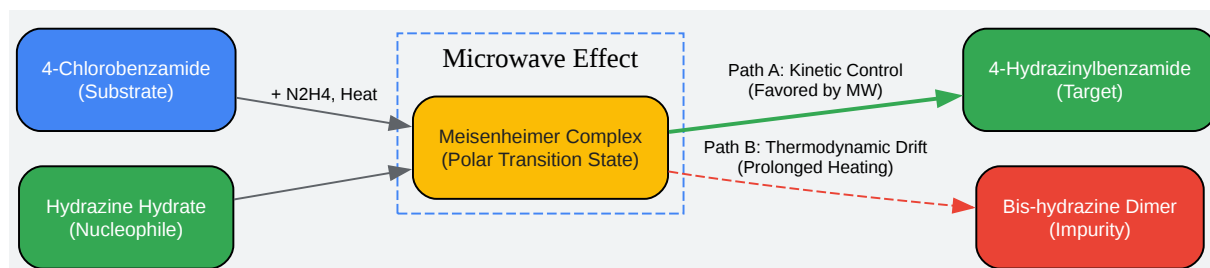 4-Chlorobenzamide
(Substrate)
+ N2H4, Heat
Hydrazine Hydrate
(Nucleophile)
Microwave Effect
Meisenheimer Complex
(Polar Transition State)
Path A: Kinetic Control
(Favored by MW)
Path B: Thermodynamic Drift
(Prolonged Heating)
4-Hydrazinylbenzamide
(Target)
Bis-hydrazine Dimer
(Impurity)